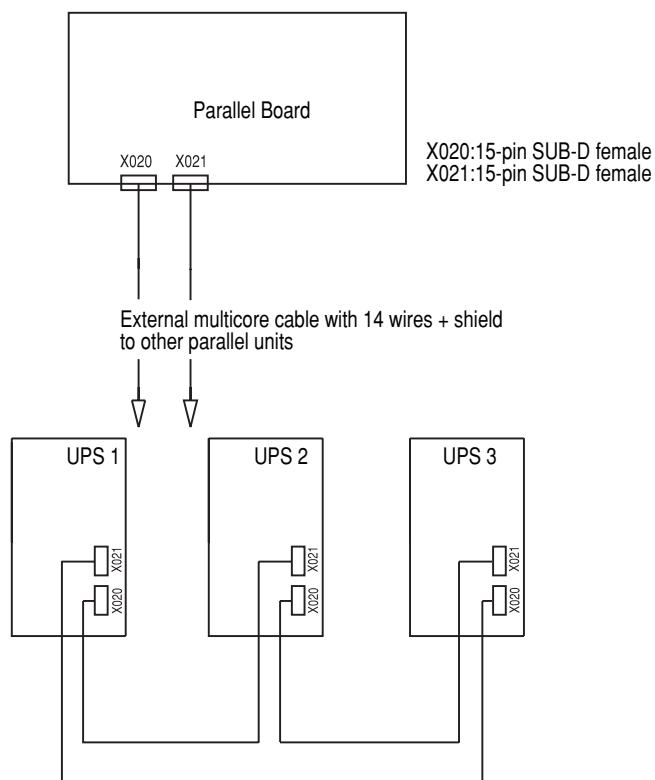 Parallel Board
X020
X021
X020:15-pin SUB-D female
X021:15-pin SUB-D female
External multicore cable with 14 wires + shield
to other parallel units
UPS 1
UPS 2
UPS 3
X021
X020
X021
X020
X021
X020